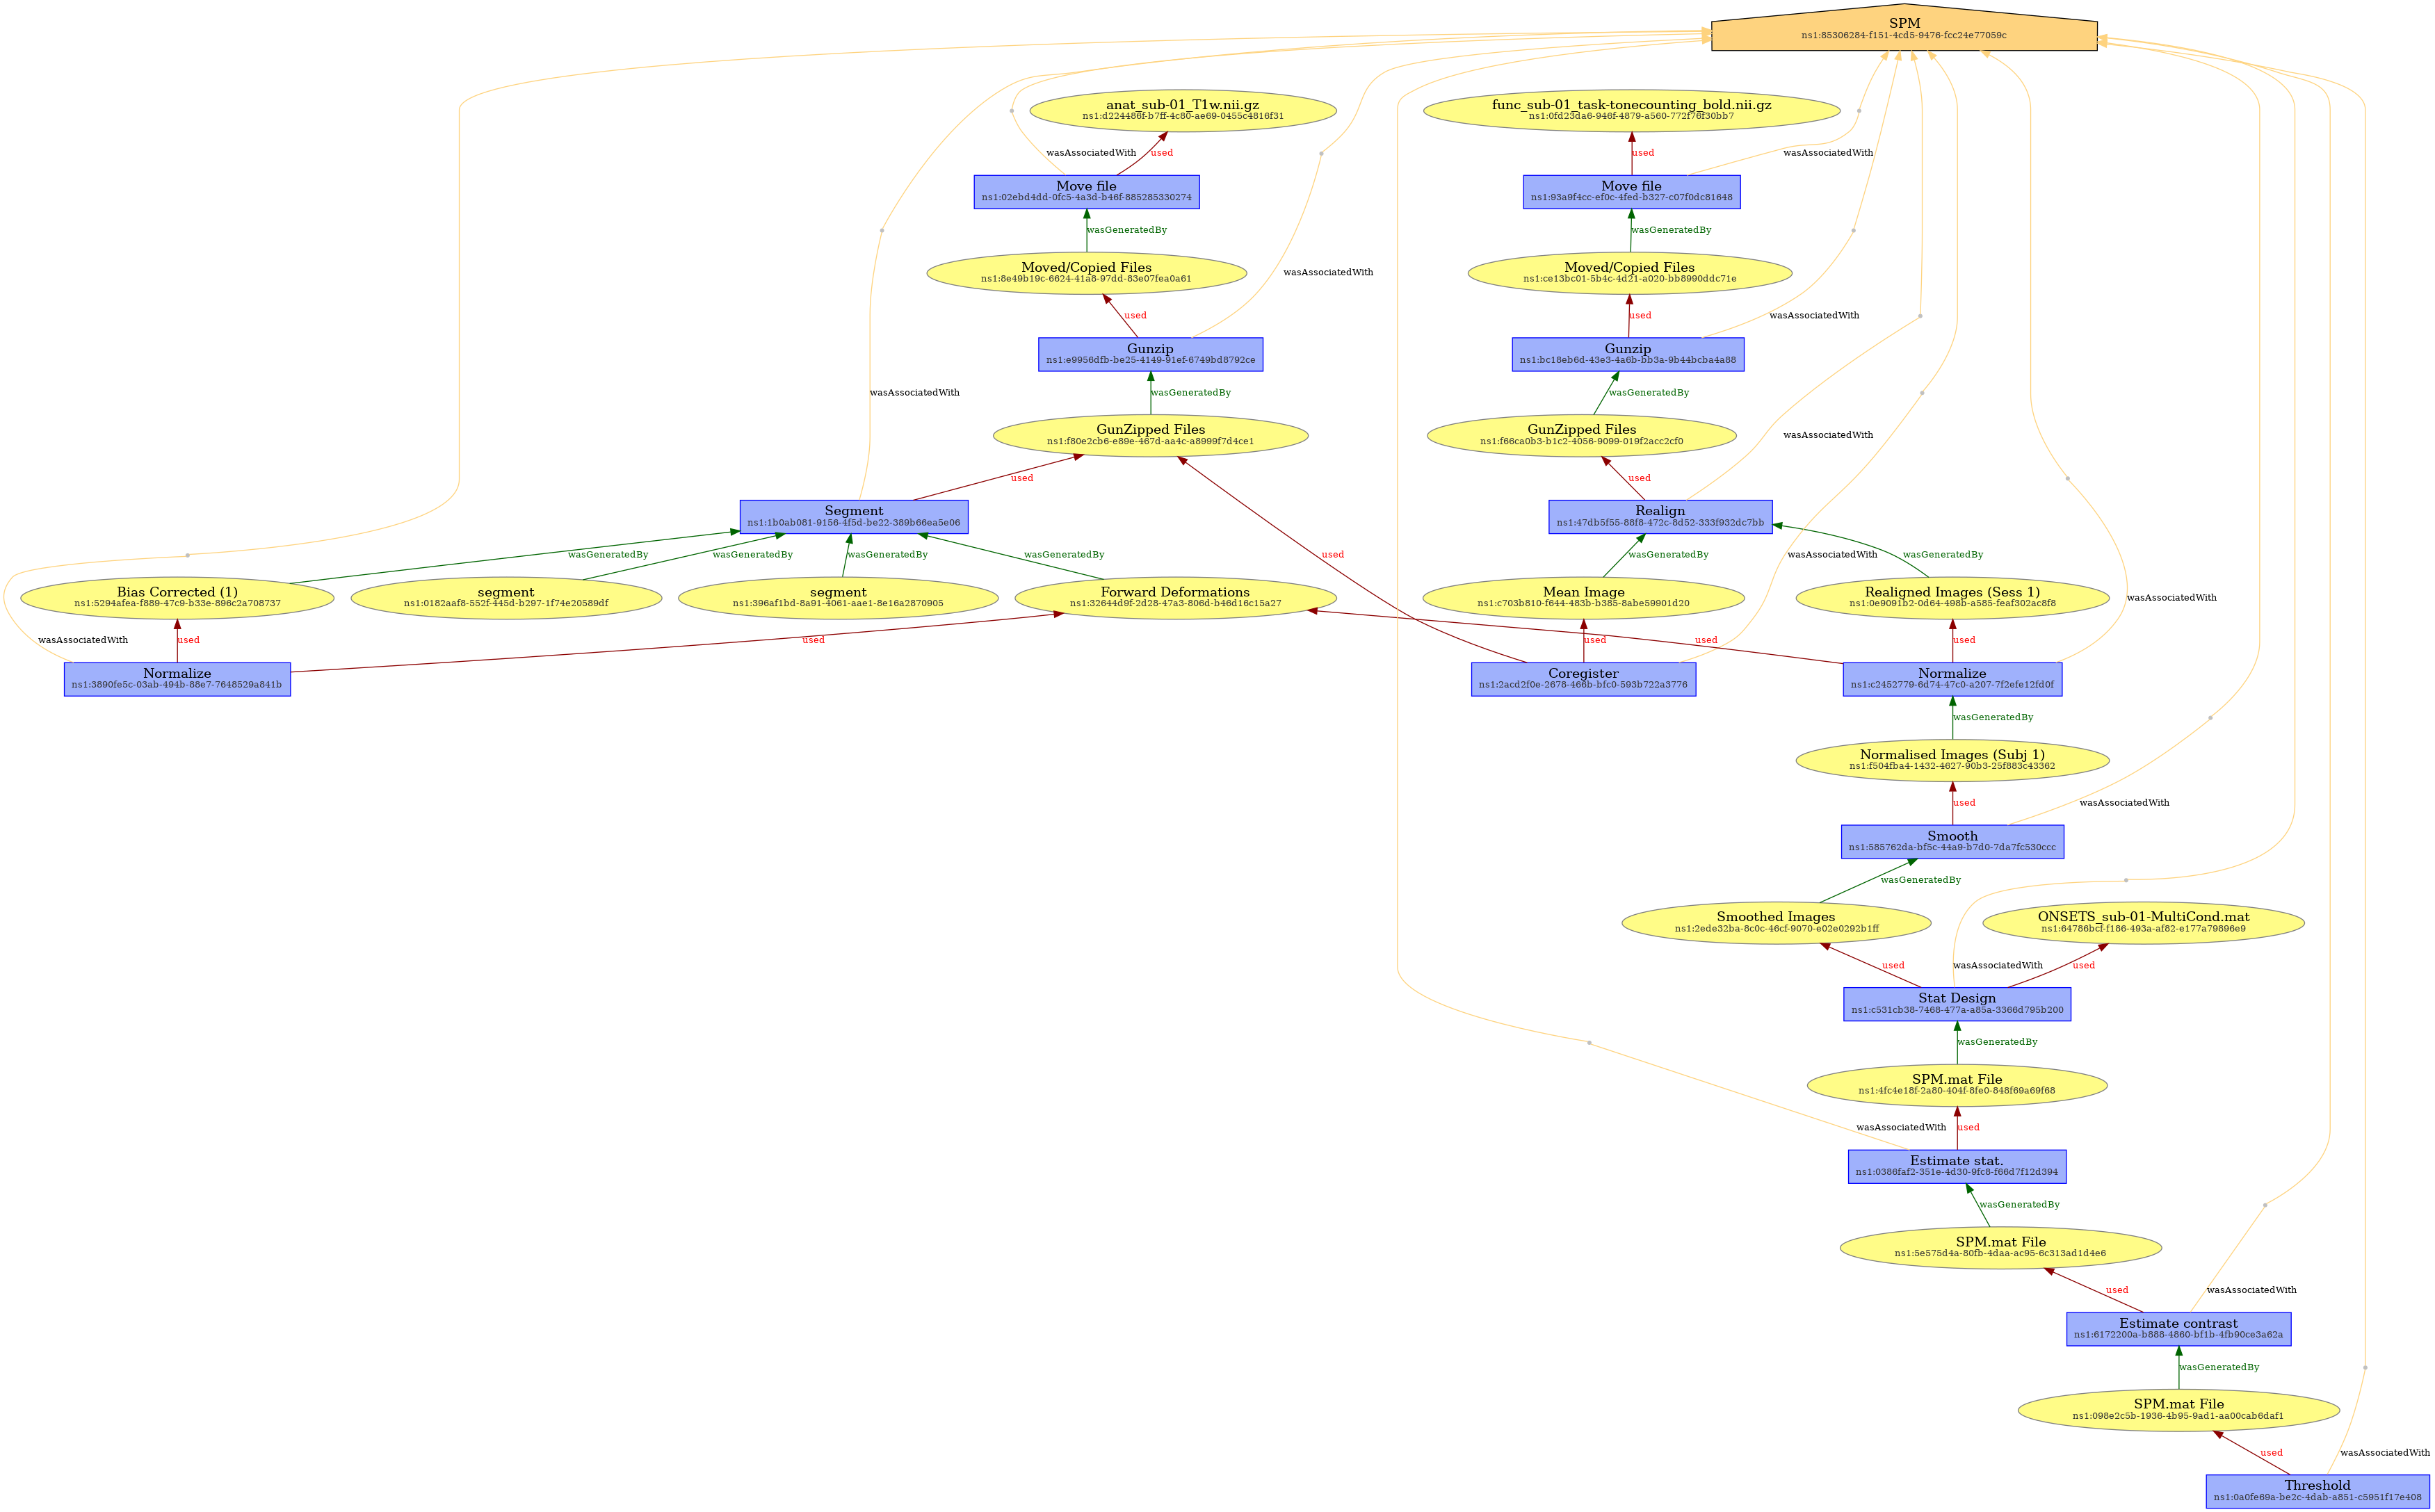 SPM
ns1:85306284-f151-4cd5-9476-fcc24e77059c
anat_sub-01_T1w.nii.gz
ns1:d224486f-b7ff-4c80-ae69-0455c4816f31
func_sub-01_task-tonecounting_bold.nii.gz
ns1:0fd23da6-946f-4879-a560-772f76f30bb7
wasAssociatedWith
used
used
wasAssociatedWith
Move file
ns1:02ebd4dd-0fc5-4a3d-b46f-885285330274
Move file
ns1:93a9f4cc-ef0c-4fed-b327-c07f0dc81648
wasGeneratedBy
wasGeneratedBy
Moved/Copied Files
ns1:8e49b19c-6624-41a8-97dd-83e07fea0a61
wasAssociatedWith
Moved/Copied Files
ns1:ce13bc01-5b4c-4d21-a020-bb8990ddc71e
used
used
wasAssociatedWith
Gunzip
ns1:e9956dfb-be25-4149-91ef-6749bd8792ce
Gunzip
ns1:bc18eb6d-43e3-4a6b-bb3a-9b44bcba4a88
wasAssociatedWith
wasGeneratedBy
wasGeneratedBy
GunZipped Files
ns1:f80e2cb6-e89e-467d-aa4c-a8999f7d4ce1
GunZipped Files
ns1:f66ca0b3-b1c2-4056-9099-019f2acc2cf0
wasAssociatedWith
used
used
Segment
ns1:1b0ab081-9156-4f5d-be22-389b66ea5e06
Realign
ns1:47db5f55-88f8-472c-8d52-333f932dc7bb
wasGeneratedBy
wasGeneratedBy
wasGeneratedBy
wasGeneratedBy
used
wasGeneratedBy
wasAssociatedWith
wasGeneratedBy
Bias Corrected (1)
ns1:5294afea-f889-47c9-b33e-896c2a708737
segment
ns1:0182aaf8-552f-445d-b297-1f74e20589df
segment
ns1:396af1bd-8a91-4061-aae1-8e16a2870905
Forward Deformations
ns1:32644d9f-2d28-47a3-806d-b46d16c15a27
Mean Image
ns1:c703b810-f644-483b-b385-8abe59901d20
Realigned Images (Sess 1)
ns1:0e9091b2-0d64-498b-a585-feaf302ac8f8
wasAssociatedWith
wasAssociatedWith
used
used
used
used
used
Normalize
ns1:3890fe5c-03ab-494b-88e7-7648529a841b
Coregister
ns1:2acd2f0e-2678-466b-bfc0-593b722a3776
Normalize
ns1:c2452779-6d74-47c0-a207-7f2efe12fd0f
wasGeneratedBy
Normalised Images (Subj 1)
ns1:f504fba4-1432-4627-90b3-25f883c43362
used
wasAssociatedWith
Smooth
ns1:585762da-bf5c-44a9-b7d0-7da7fc530ccc
wasGeneratedBy
Smoothed Images
ns1:2ede32ba-8c0c-46cf-9070-e02e0292b1ff
ONSETS_sub-01-MultiCond.mat
ns1:64786bcf-f186-493a-af82-e177a79896e9
used
wasAssociatedWith
used
Stat Design
ns1:c531cb38-7468-477a-a85a-3366d795b200
wasGeneratedBy
SPM.mat File
ns1:4fc4e18f-2a80-404f-8fe0-848f69a69f68
wasAssociatedWith
used
Estimate stat.
ns1:0386faf2-351e-4d30-9fc8-f66d7f12d394
wasGeneratedBy
SPM.mat File
ns1:5e575d4a-80fb-4daa-ac95-6c313ad1d4e6
used
wasAssociatedWith
Estimate contrast
ns1:6172200a-b888-4860-bf1b-4fb90ce3a62a
wasGeneratedBy
SPM.mat File
ns1:098e2c5b-1936-4b95-9ad1-aa00cab6daf1
used
wasAssociatedWith
Threshold
ns1:0a0fe69a-be2c-4dab-a851-c5951f17e408